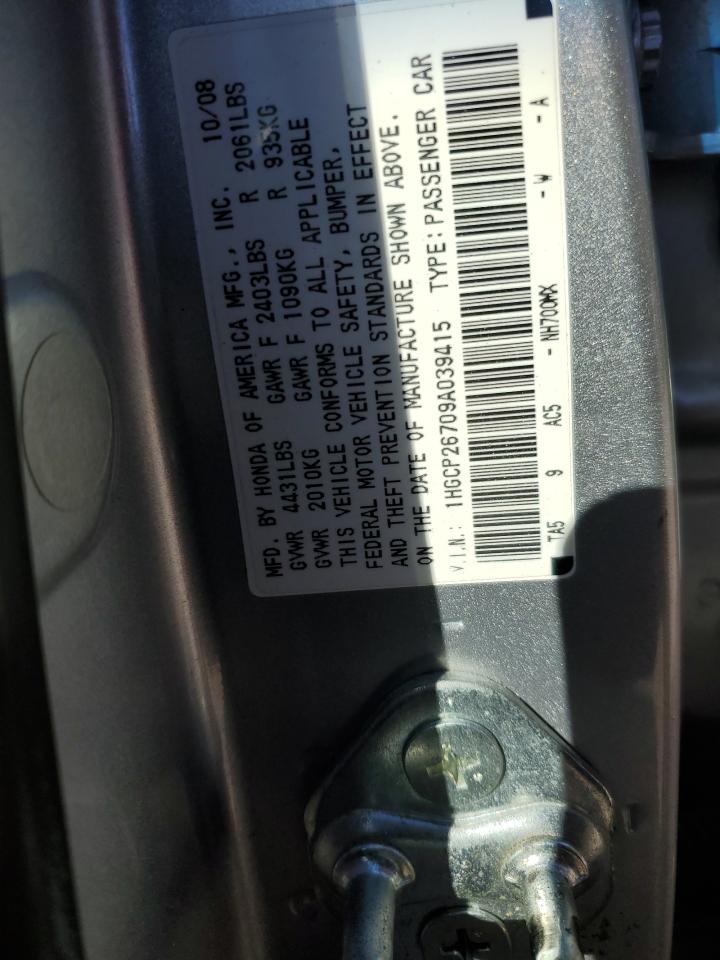 MFD. BY HONDA OF AMERICA MFG., INC. 10/08
GVWR 4431LBS GAWR F 2403LBS R 2061LBS
GVWR 2010KG GAWR F 1090KG R 935KG
THIS VEHICLE CONFORMS TO ALL APPLICABLE
FEDERAL MOTOR VEHICLE SAFETY, BUMPER,
AND THEFT PREVENTION STANDARDS IN EFFECT
ON THE DATE OF MANUFACTURE SHOWN ABOVE.
V.I.N.: 1HGCP26709A039415 TYPE: PASSENGER CAR
TA5 9 AC5 - NH700MX - W - A